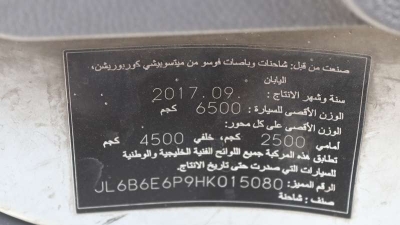 صنعت من قبل: شاحنات وباصات فوسو من ميتسوبيشي كوربوريشن،
اليابان
سنة وشهر الانتاج : 2017.09.
الوزن الأقصى للسيارة : 6500 كجم
الوزن الأقصى على كل محور:
أمامي 2500 كجم، خلفي 4500 كجم
تطابق هذه المركبة جميع اللوائح الفنية الخليجية والوطنية
للسيارات التي صدرت حتى تاريخ الانتاج.
الرقم المميز: JL6B6E6P9HK015080
صنف : شاحنة